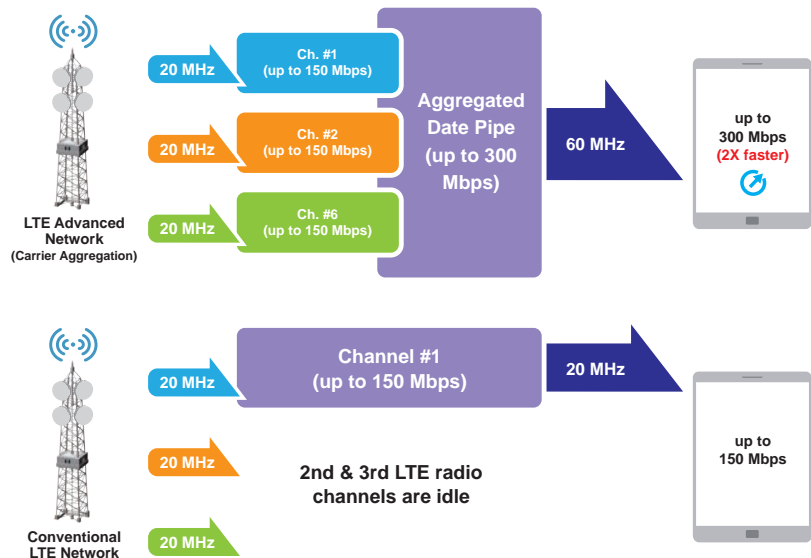 20 MHz
Ch. #1
(up to 150 Mbps)
20 MHz
Ch. #2
(up to 150 Mbps)
20 MHz
Ch. #6
(up to 150 Mbps)
Aggregated
Date Pipe
(up to 300
Mbps)
60 MHz
up to
300 Mbps
(2X faster)
LTE Advanced
Network
(Carrier Aggregation)
20 MHz
Channel #1
(up to 150 Mbps)
20 MHz
up to
150 Mbps
20 MHz
2nd & 3rd LTE radio
channels are idle
20 MHz
Conventional
LTE Network